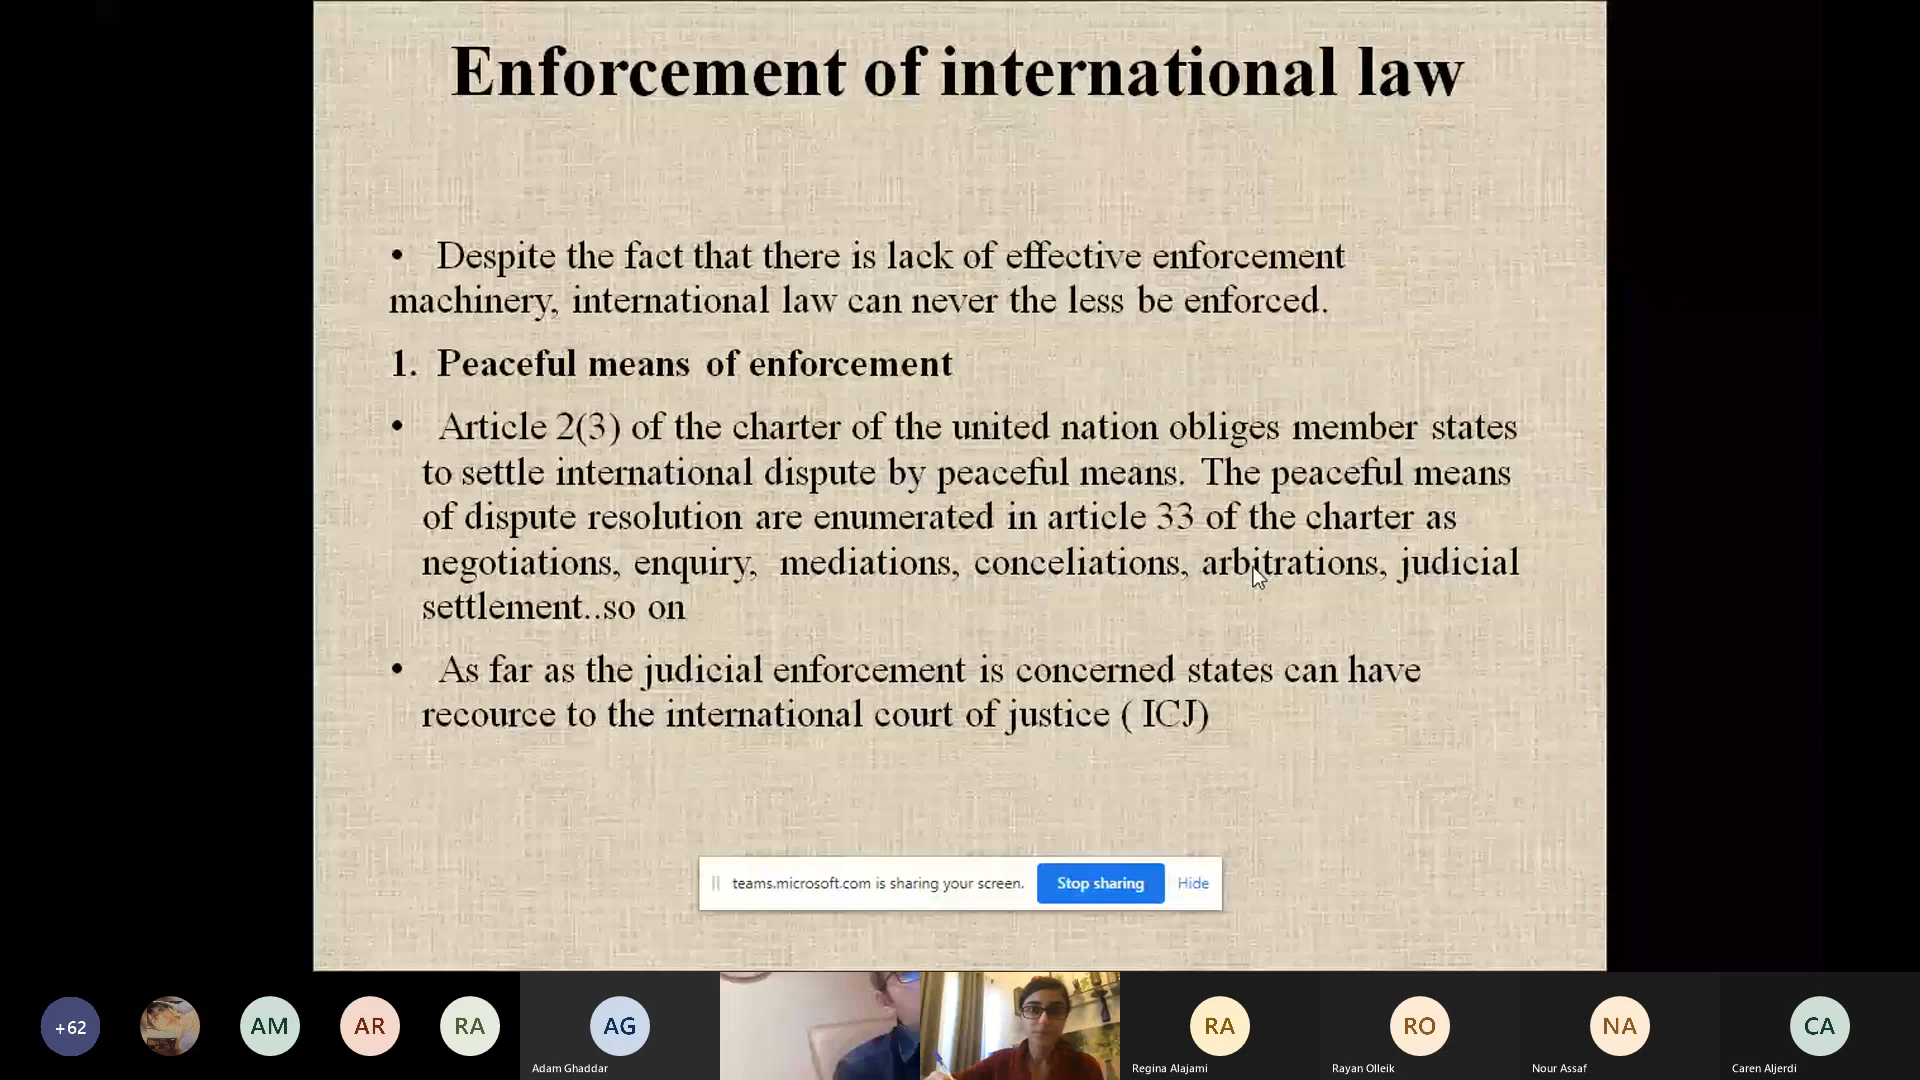 Enforcement of international law
• Despite the fact that there is lack of effective enforcement
machinery, international law can never the less be enforced.
1. Peaceful means of enforcement
• Article 2(3) of the charter of the united nation obliges member states
to settle international dispute by peaceful means. The peaceful means
of dispute resolution are enumerated in article 33 of the charter as
negotiations, enquiry, mediations, conceliations, arbitrations, judicial
settlement..so on
• As far as the judicial enforcement is concerned states can have
recource to the international court of justice ( ICJ)
teams.microsoft.com is sharing your screen. Stop sharing Hide
+62 AM AR RA AG RA RO NA CA
Adam Ghaddar Regina Alajami Rayan Olleik Nour Assaf Caren Aljerdi